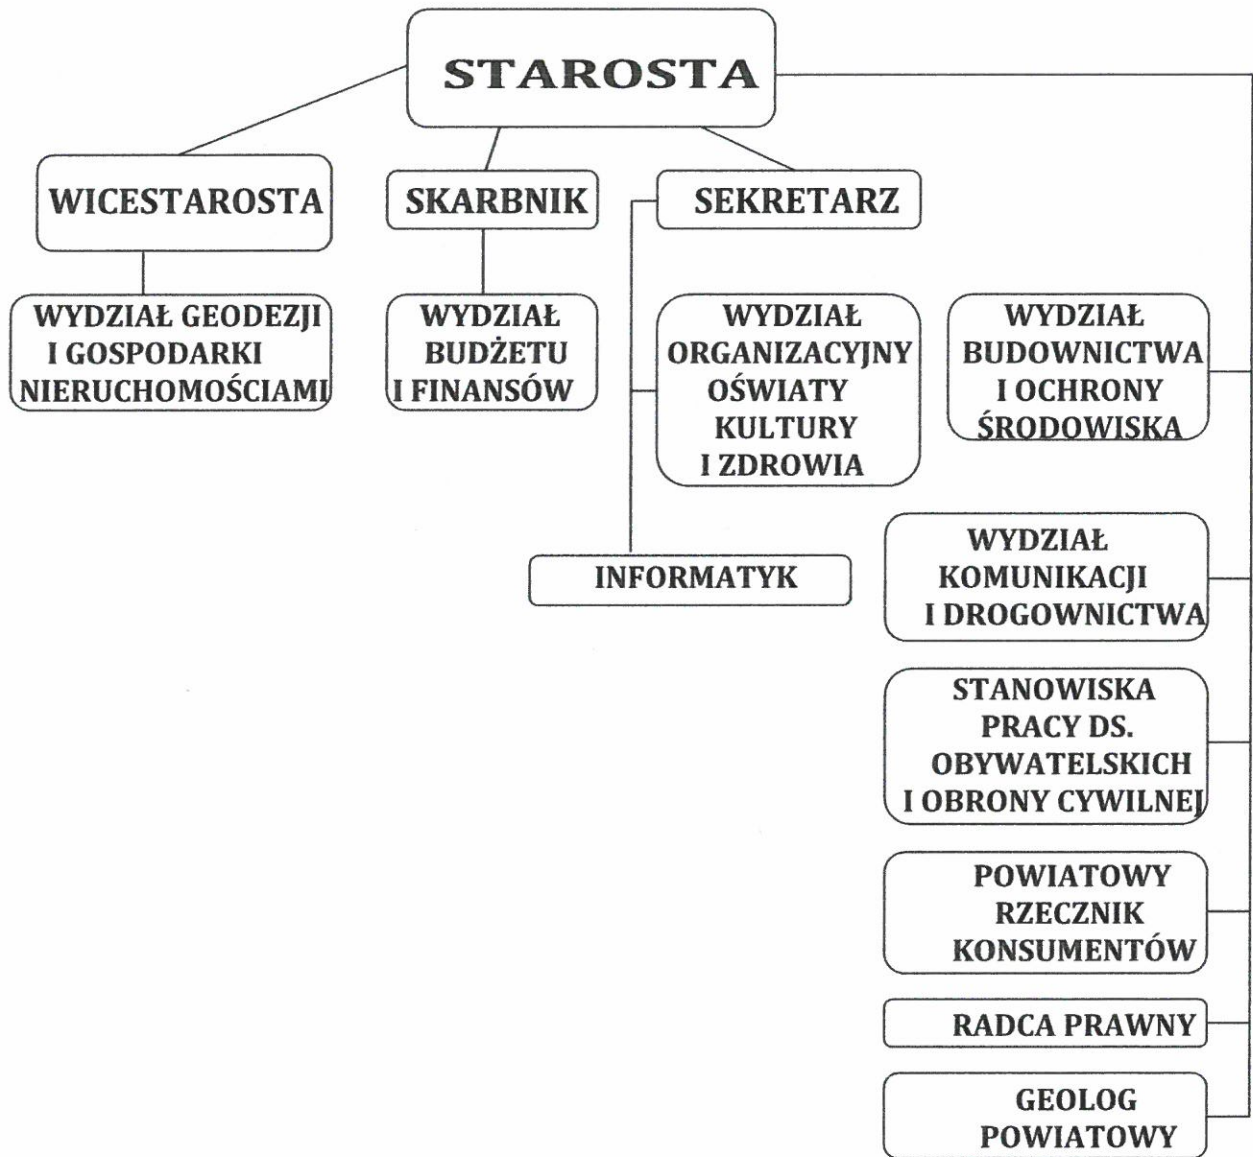 STAROSTA
WICESTAROSTA
SKARBNIK
SEKRETARZ
WYDZIAŁ GEODEZJI
I GOSPODARKI
NIERUCHOMOŚCIAMI
WYDZIAŁ
BUDŻETU
I FINANSÓW
WYDZIAŁ
ORGANIZACYJNY
OŚWIATY
KULTURY
I ZDROWIA
WYDZIAŁ
BUDOWNICTWA
I OCHRONY
ŚRODOWISKA
INFORMATYK
WYDZIAŁ
KOMUNIKACJI
I DROGOWNICTWA
STANOWISKA
PRACY DS.
OBYWATELSKICH
I OBRONY CYWILNEJ
POWIATOWY
RZECZNIK
KONSUMENTÓW
RADCA PRAWNY
GEOLOG
POWIATOWY